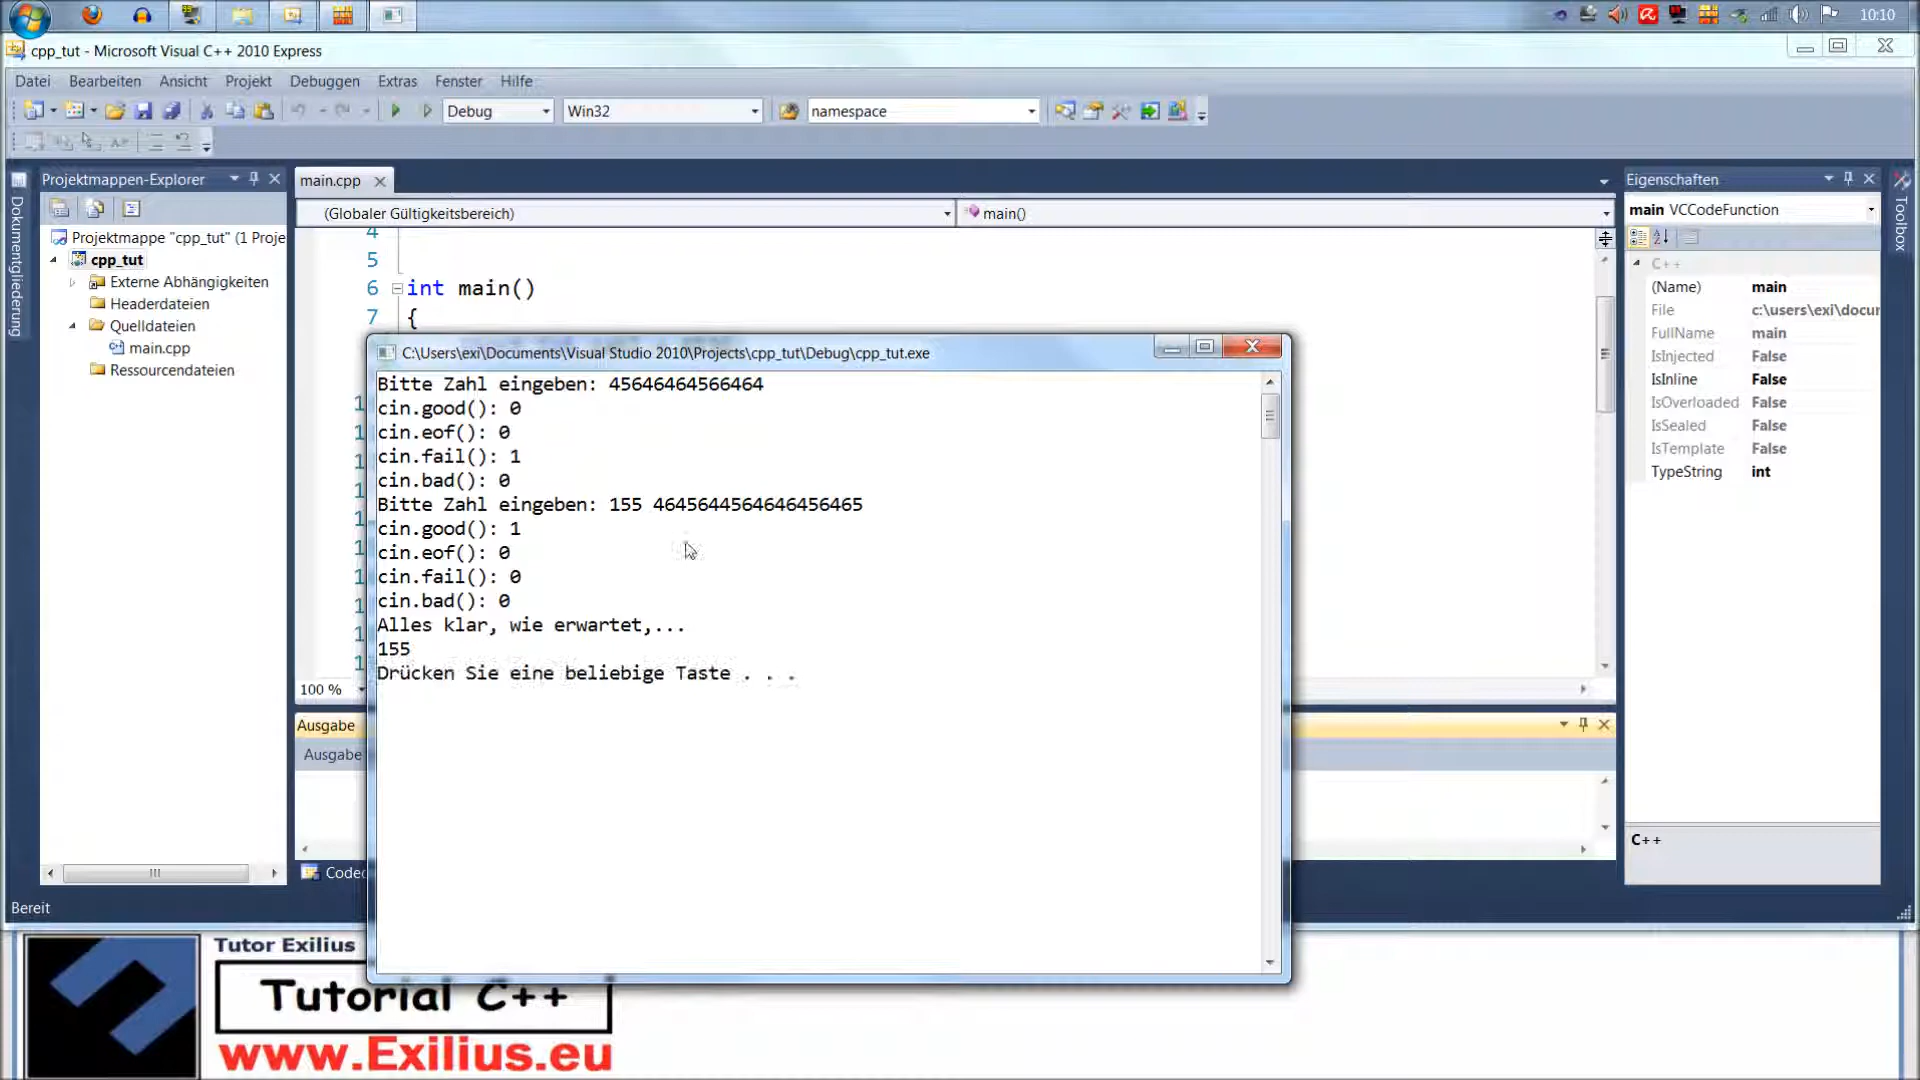 10:10
cpp_tut - Microsoft Visual C++ 2010 Express
Datei Bearbeiten Ansicht Projekt Debuggen Extras Fenster Hilfe
Debug Win32 namespace
Dokumentgliederung
Projektmappen-Explorer
main.cpp
Eigenschaften
Toolbox
(Globaler Gültigkeitsbereich)
main()
main VCCodeFunction
Projektmappe "cpp_tut" (1 Proje
cpp_tut
Externe Abhängigkeiten
Headerdateien
Quelldateien
main.cpp
Ressourcendateien
4
5
6 int main()
7 {
C:\Users\exi\Documents\Visual Studio 2010\Projects\cpp_tut\Debug\cpp_tut.exe
Bitte Zahl eingeben: 45646464566464
cin.good(): 0
cin.eof(): 0
cin.fail(): 1
cin.bad(): 0
Bitte Zahl eingeben: 155 4645644564646456465
cin.good(): 1
cin.eof(): 0
cin.fail(): 0
cin.bad(): 0
Alles klar, wie erwartet,...
155
Drücken Sie eine beliebige Taste . . .
100 %
Ausgabe
Ausgabe
C++
(Name) main
File c:\users\exi\docur
FullName main
IsInjected False
IsInline False
IsOverloaded False
IsSealed False
IsTemplate False
TypeString int
C++
Bereit
Tutor Exilius
Tutorial C++
www.Exilius.eu